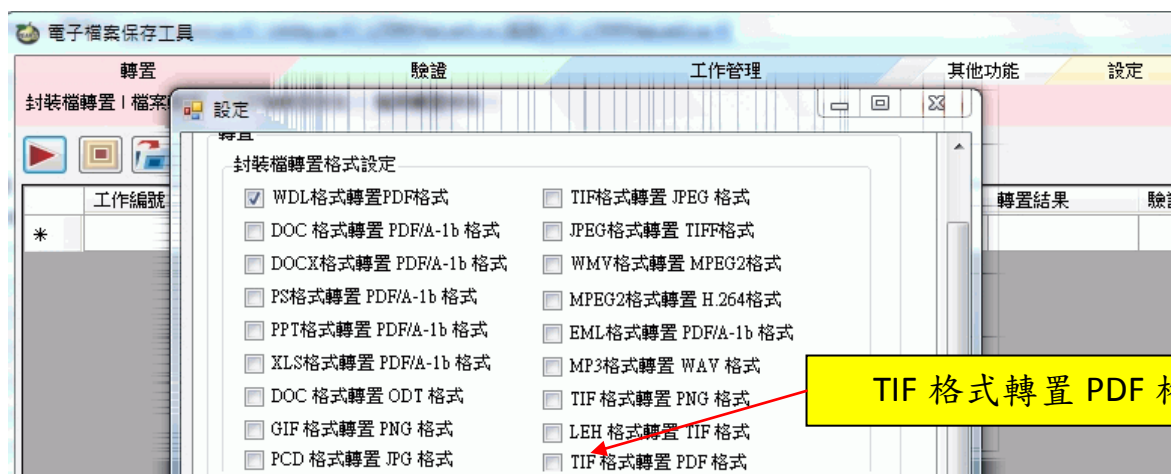 電子檔案保存工具
轉置 驗證 工作管理 其他功能 設定
封裝檔轉置 | 檔案
設定
轉置
封裝檔轉置格式設定
工作編號 轉置結果
WDL格式轉置PDF格式
DOC 格式轉置 PDF/A-1b 格式
DOCX格式轉置 PDF/A-1b 格式
PS格式轉置 PDF/A-1b 格式
PPT格式轉置 PDF/A-1b 格式
XLS格式轉置 PDF/A-1b 格式
DOC 格式轉置 ODT 格式
GIF 格式轉置 PNG 格式
PCD 格式轉置 JPG 格式
TIF格式轉置 JPEG 格式
JPEG格式轉置 TIFF格式
WMV格式轉置 MPEG2格式
MPEG2格式轉置 H.264格式
EML格式轉置 PDF/A-1b 格式
MP3格式轉置 WAV 格式
TIF 格式轉置 PNG 格式
LEH 格式轉置 TIF 格式
TIF 格式轉置 PDF 格式
TIF 格式轉置 PDF